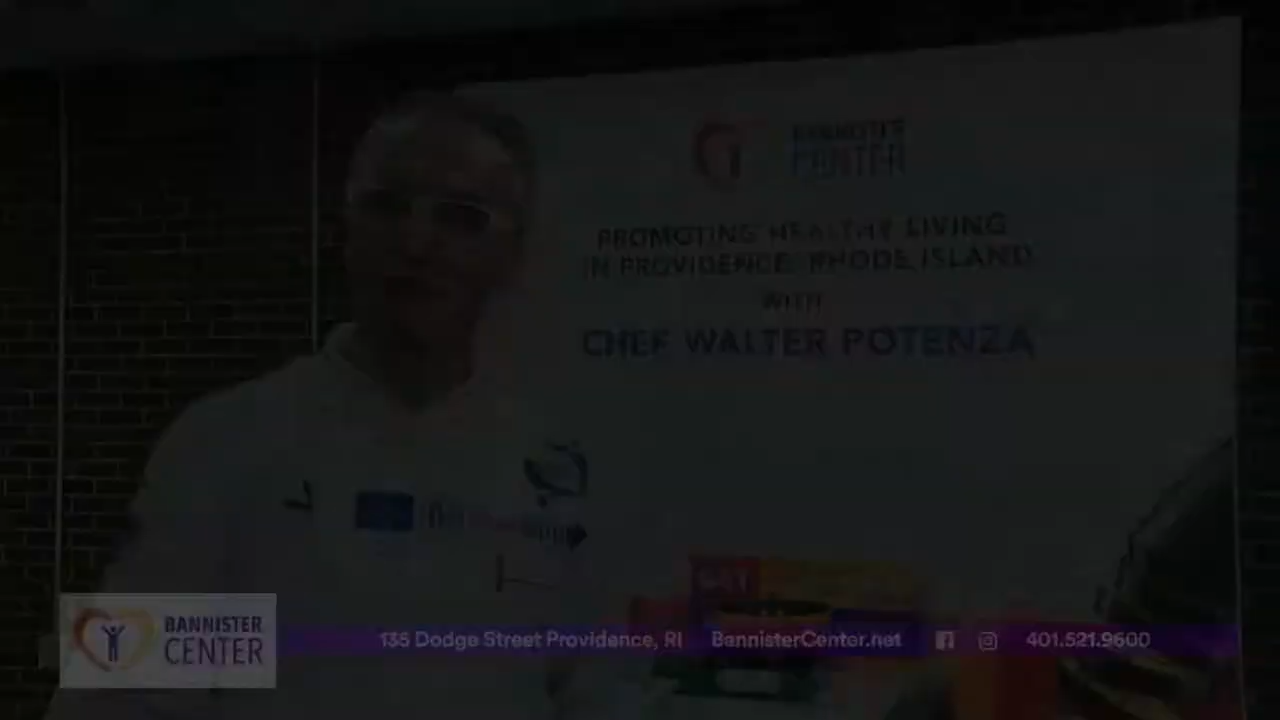 BANNISTER
CENTER
PROMOTING HEALTHY LIVING
IN PROVIDENCE, RHODE ISLAND
WITH
CHEF WALTER POTENZA
BANNISTER
CENTER
135 Dodge Street Providence, RI BannisterCenter.net 401.521.9600